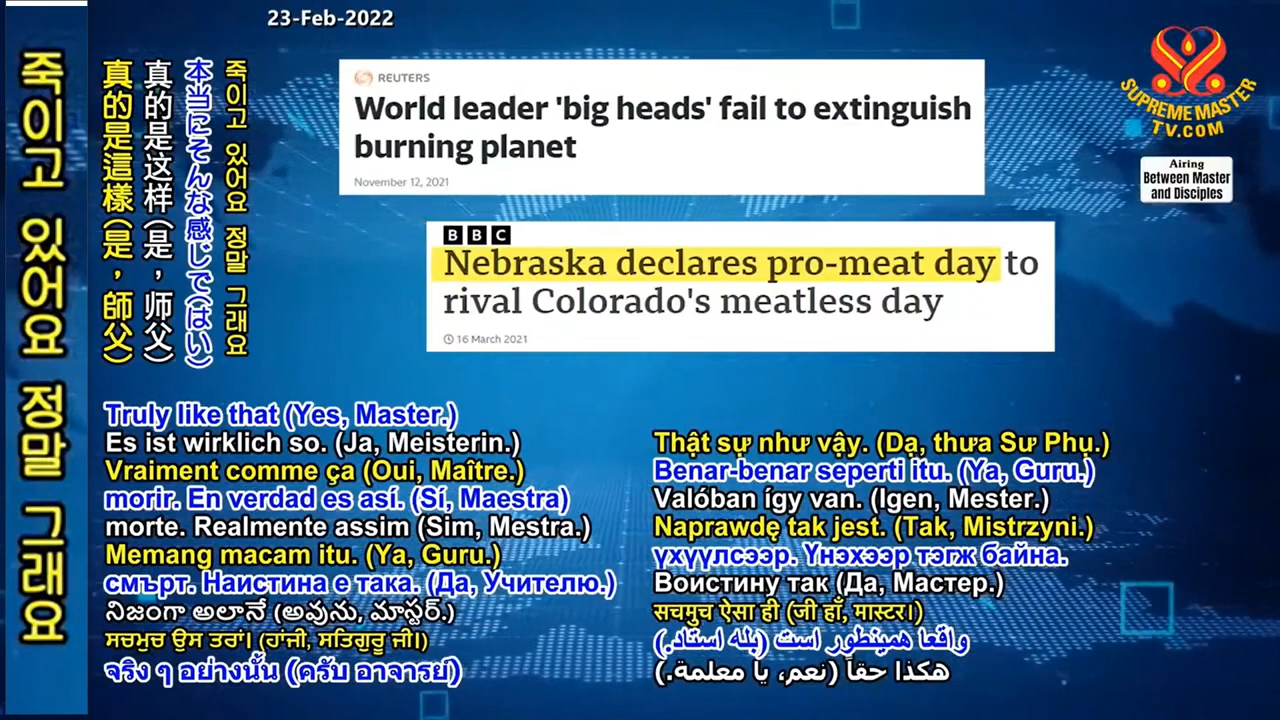 23-Feb-2022
죽이고 있어요 정말 그래요
真的是這樣(是，師父)
真的是这样(是，师父)
本当にそんな感じで(はい)
죽이고 있어요 정말 그래요
REUTERS
World leader 'big heads' fail to extinguish
burning planet
November 12, 2021
SUPREME MASTER
TV.COM
Airing
Between Master
and Disciples
BBC
Nebraska declares pro-meat day to
rival Colorado's meatless day
16 March 2021
Truly like that (Yes, Master.)
Es ist wirklich so. (Ja, Meisterin.)
Vraiment comme ça (Oui, Maître.)
morir. En verdad es así. (Sí, Maestra)
morte. Realmente assim (Sim, Mestra.)
Memang macam itu. (Ya, Guru.)
смърт. Наистина е така. (Да, Учителю.)
నిజంగా అలానే (అవును, మాస్టర్.)
ਸਚਮੁਚ ਉਸ ਤਰਾਂ। (ਹਾਂਜੀ, ਸਤਿਗੁਰੂ ਜੀ।)
จริง ๆ อย่างนั้น (ครับ อาจารย์)
Thật sự như vậy. (Dạ, thưa Sư Phụ.)
Benar-benar seperti itu. (Ya, Guru.)
Valóban így van. (Igen, Mester.)
Naprawdę tak jest. (Tak, Mistrzyni.)
үхүүлсээр. Үнэхээр тэгж байна.
Воистину так (Да, Мастер.)
सचमुच ऐसा ही (जी हाँ, मास्टर।)
واقعا همینطور است (بله استاد.)
هكذا حقاً (نعم، يا معلمة.)